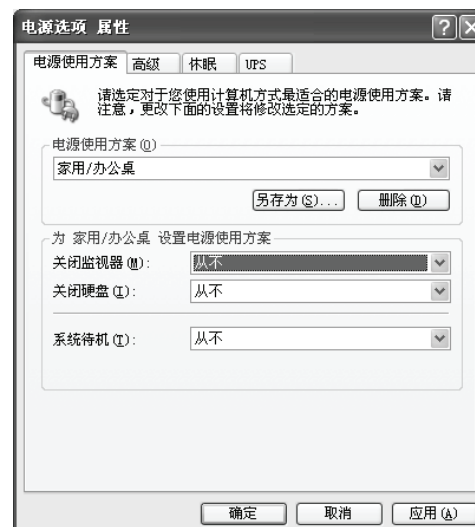 电源选项 属性
电源使用方案 高级 休眠 UPS
请选定对于您使用计算机方式最适合的电源使用方案。请
注意，更改下面的设置将修改选定的方案。
电源使用方案(O)
家用/办公桌
另存为(S)... 删除(D)
为 家用/办公桌 设置电源使用方案
关闭监视器(M): 从不
关闭硬盘(I): 从不
系统待机(T): 从不
确定 取消 应用(A)